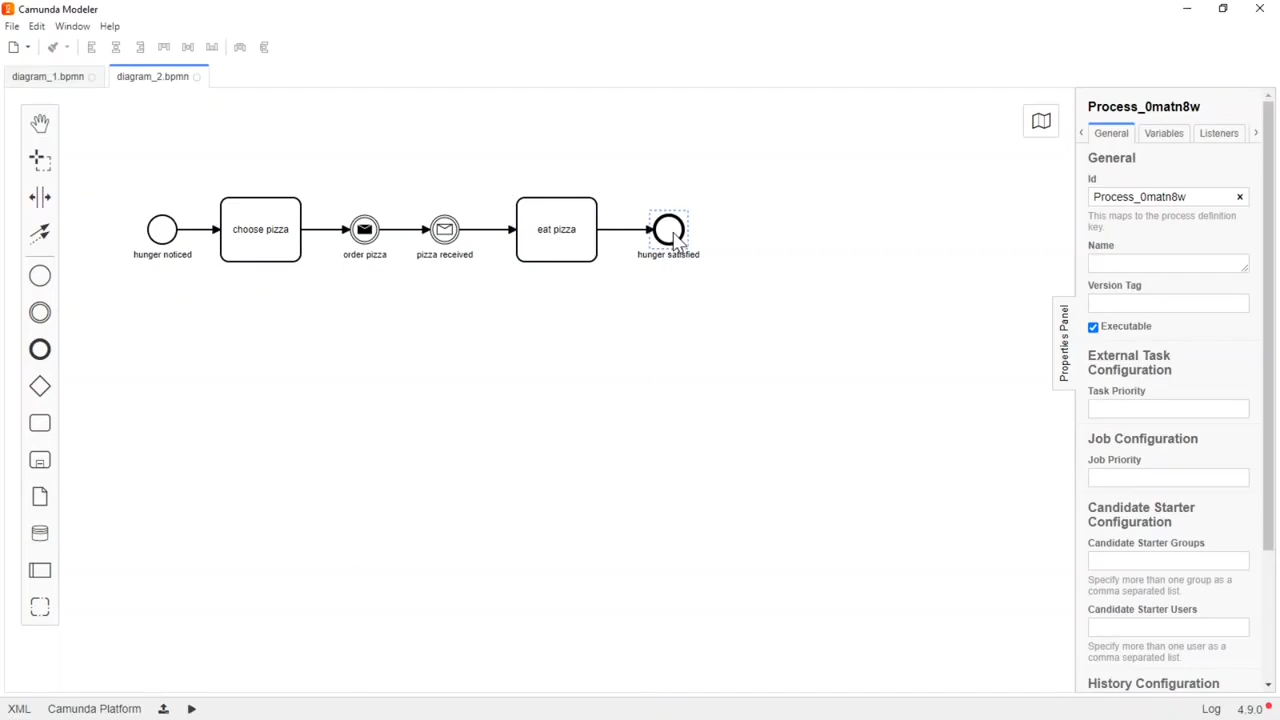 Camunda Modeler
File Edit Window Help
diagram_1.bpmn diagram_2.bpmn
Process_0matn8w
General Variables Listeners
General
Id
Process_0matn8w
This maps to the process definition
key.
Name
Version Tag
Executable
External Task
Configuration
Task Priority
Job Configuration
Job Priority
Candidate Starter
Configuration
Candidate Starter Groups
Specify more than one group as a
comma separated list.
Candidate Starter Users
Specify more than one user as a
comma separated list.
History Configuration
Properties Panel
choose pizza
eat pizza
hunger noticed
order pizza
pizza received
hunger satisfied
XML Camunda Platform
Log 4.9.0